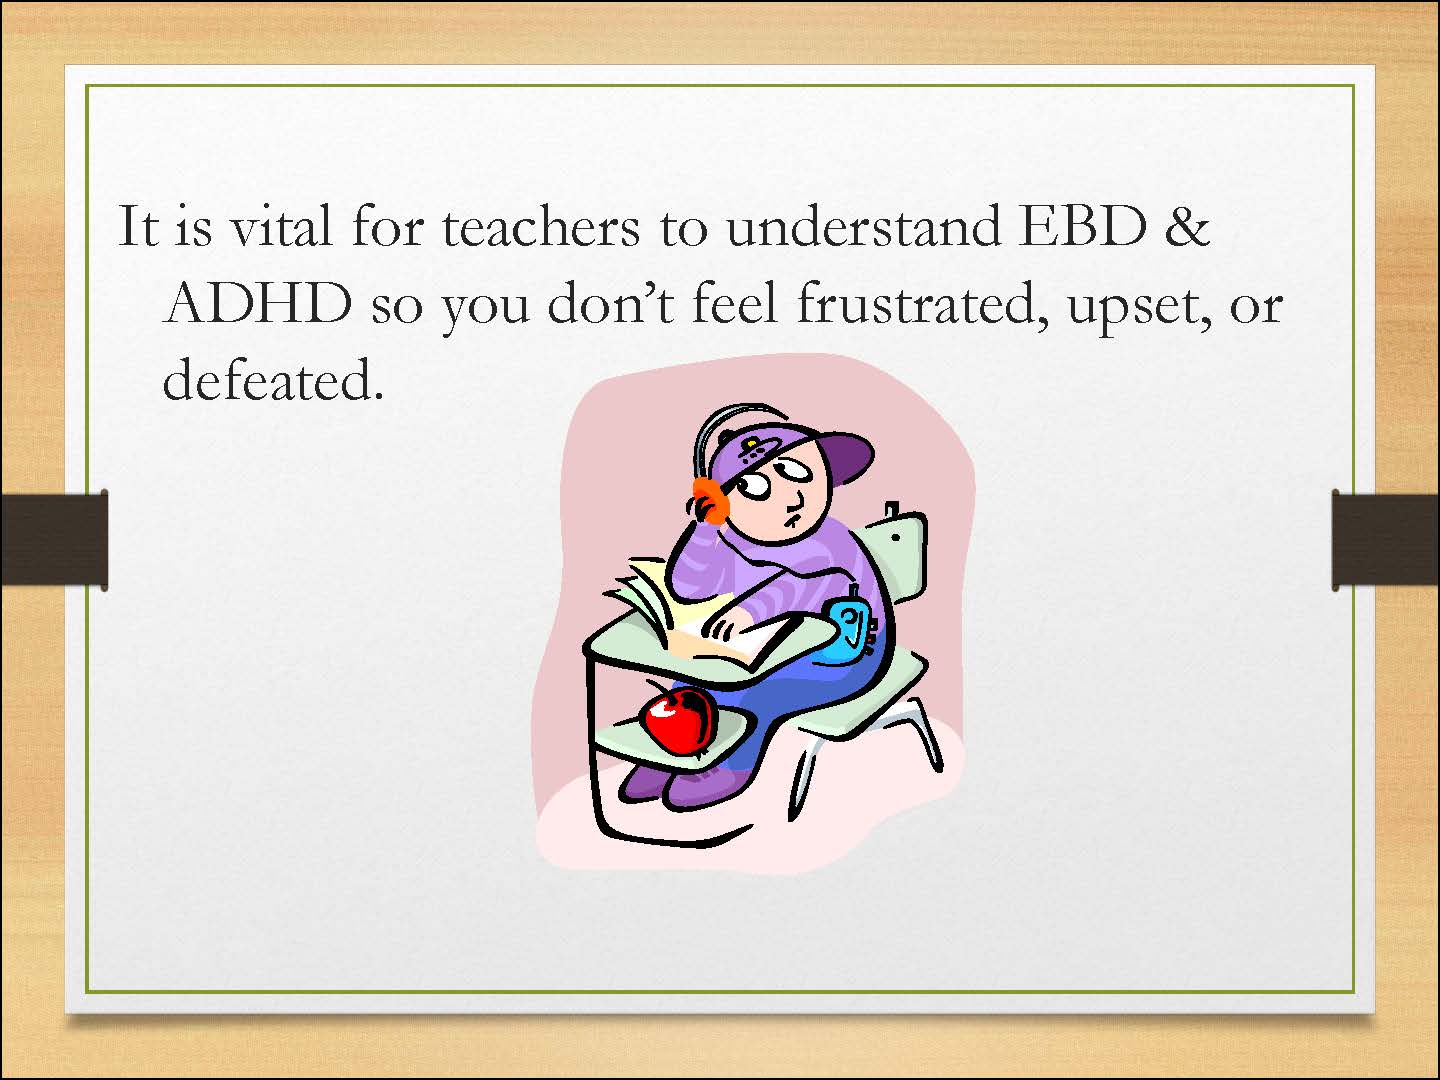 It is vital for teachers to understand EBD &
ADHD so you don’t feel frustrated, upset, or
defeated.